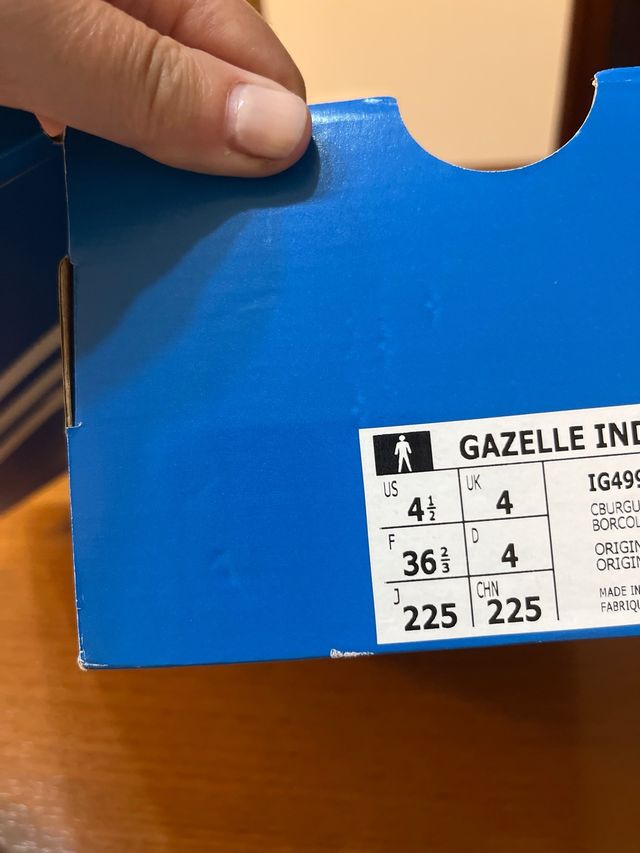 GAZELLE IND
US 4½ UK 4
F 36⅔ D 4
J 225 CHN 225
IG499
CBURGU
BORCOL
ORIGIN
ORIGIN
MADE IN
FABRIQU